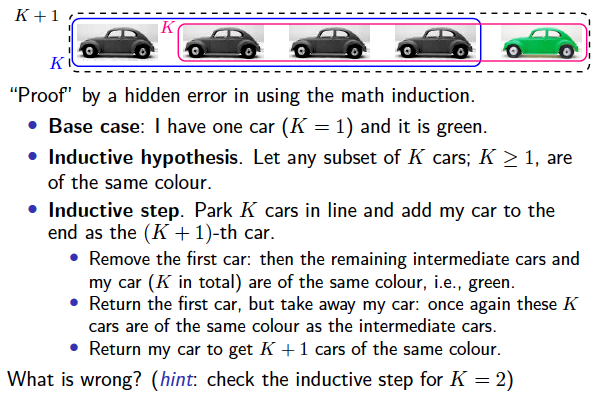 K + 1
K
K
“Proof” by a hidden error in using the math induction.
• Base case: I have one car (K = 1) and it is green.
• Inductive hypothesis. Let any subset of K cars; K ≥ 1, are
of the same colour.
• Inductive step. Park K cars in line and add my car to the
end as the (K + 1)-th car.
• Remove the first car: then the remaining intermediate cars and
my car (K in total) are of the same colour, i.e., green.
• Return the first car, but take away my car: once again these K
cars are of the same colour as the intermediate cars.
• Return my car to get K + 1 cars of the same colour.
What is wrong? (hint: check the inductive step for K = 2)